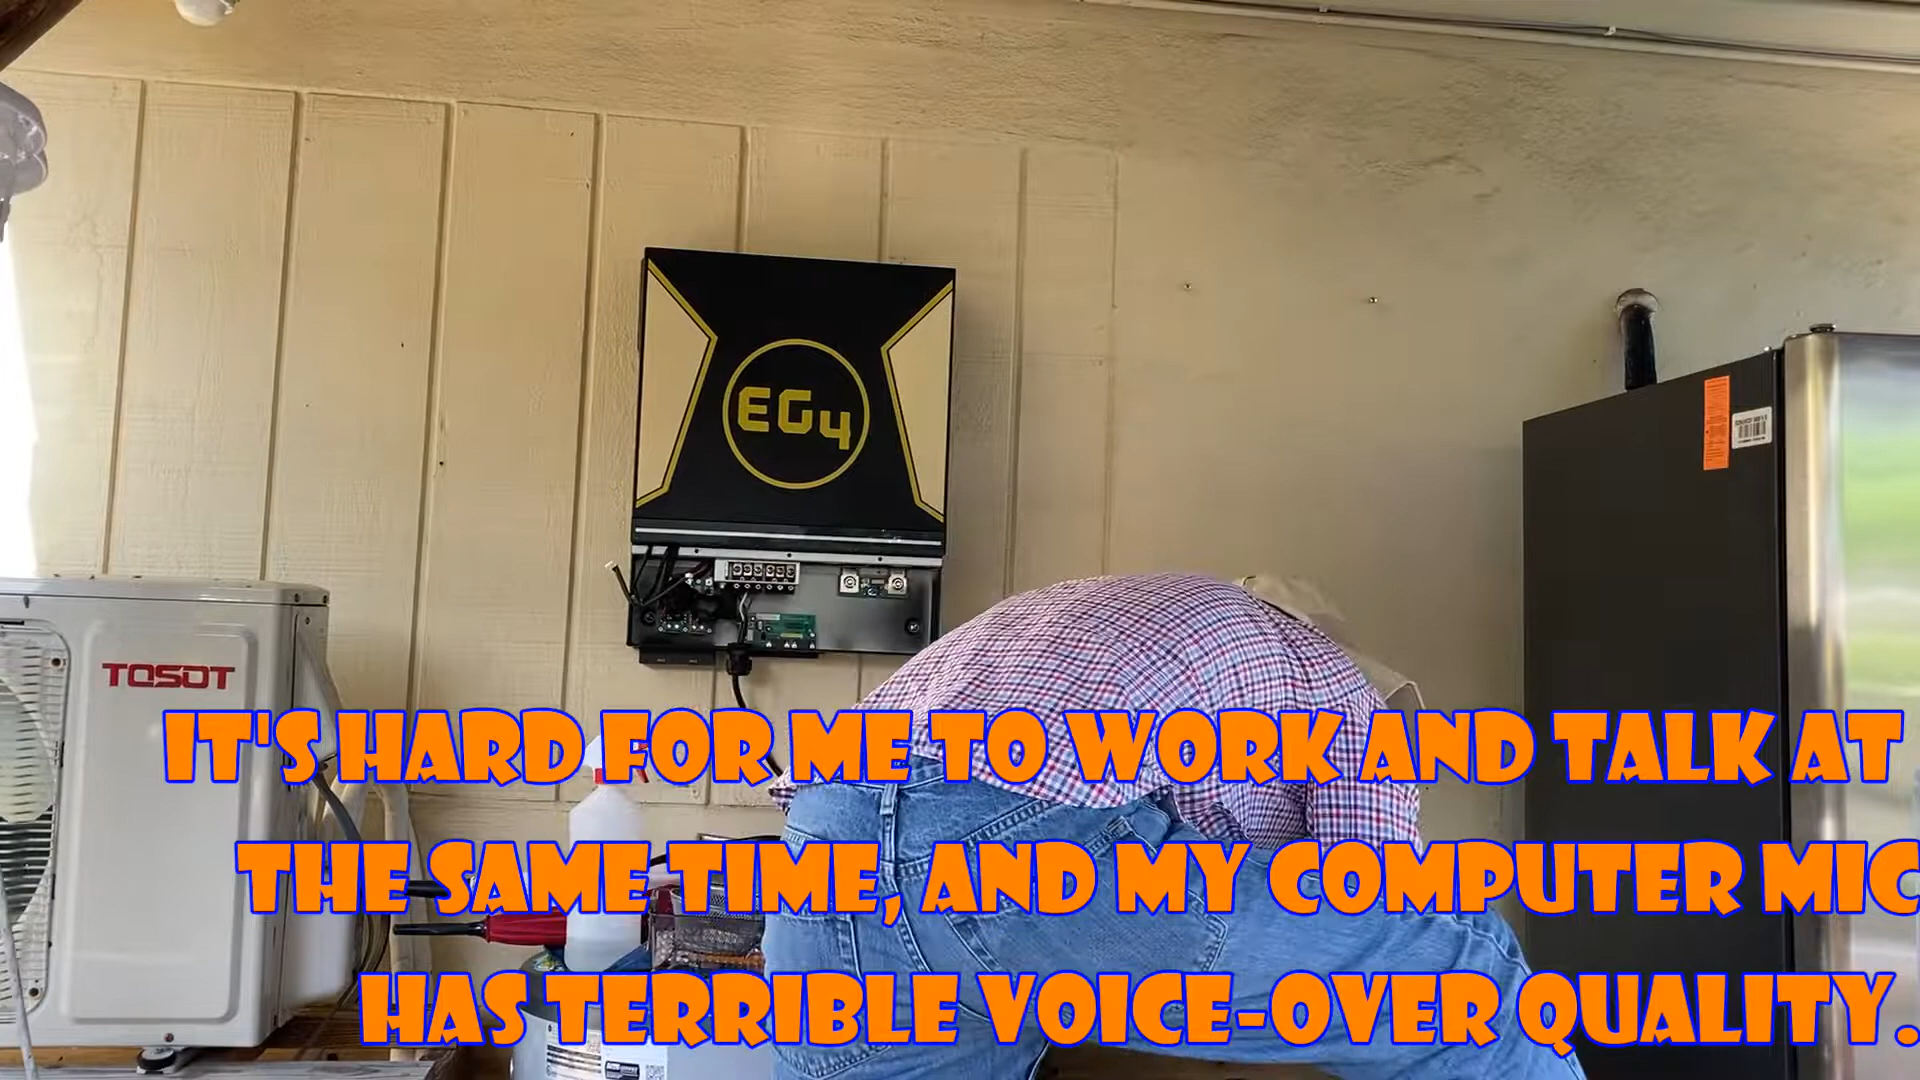 EG4
TOSOT
IT'S HARD FOR ME TO WORK AND TALK AT
THE SAME TIME, AND MY COMPUTER MIC
HAS TERRIBLE VOICE-OVER QUALITY.